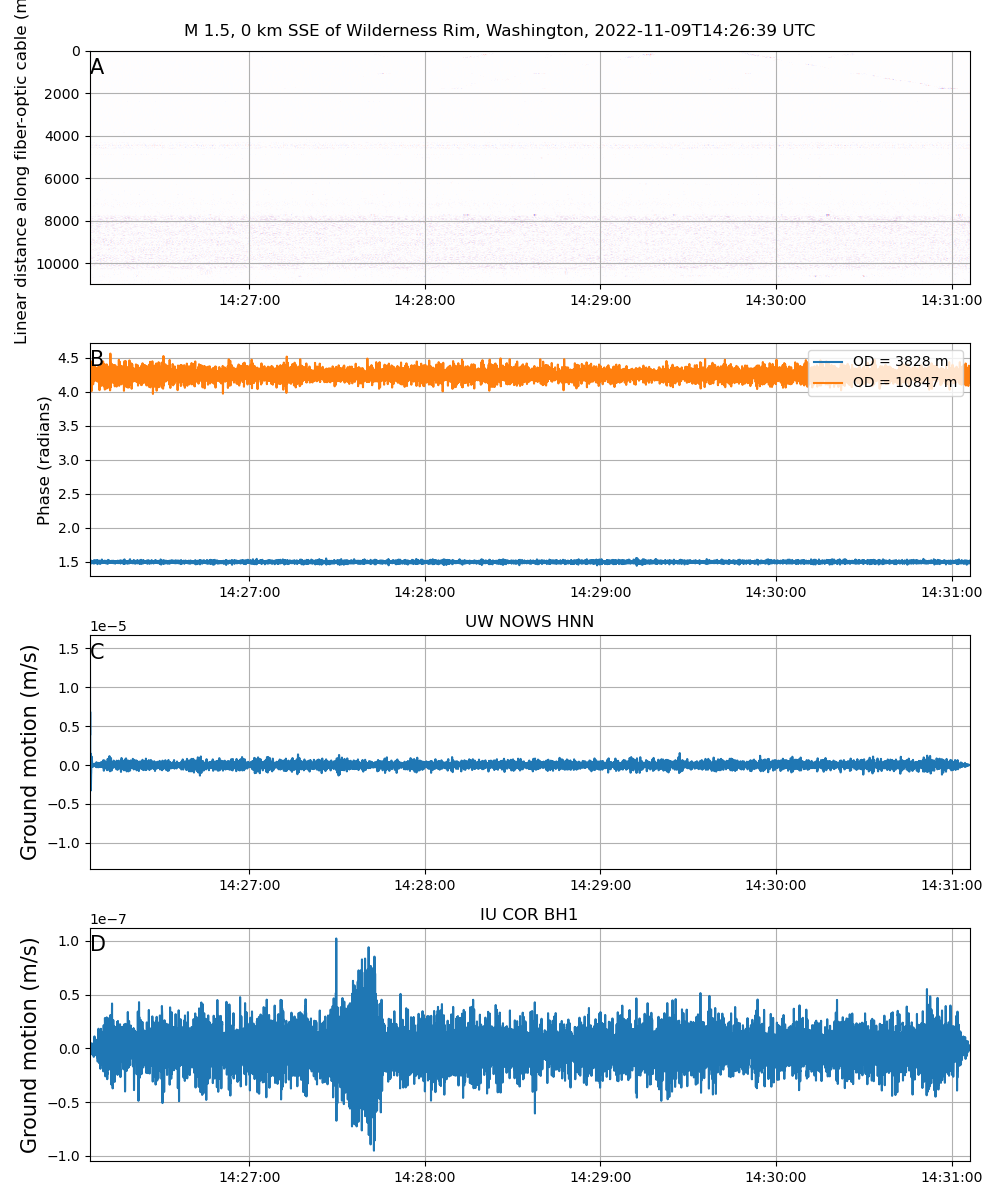 M 1.5, 0 km SSE of Wilderness Rim, Washington, 2022-11-09T14:26:39 UTC
Linear distance along fiber-optic cable (m
A
0
2000
4000
6000
8000
10000
14:27:00 14:28:00 14:29:00 14:30:00 14:31:00
B
Phase (radians)
4.5
4.0
3.5
3.0
2.5
2.0
1.5
OD = 3828 m
OD = 10847 m
14:27:00 14:28:00 14:29:00 14:30:00 14:31:00
UW NOWS HNN
1e−5
C
Ground motion (m/s)
1.5
1.0
0.5
0.0
−0.5
−1.0
14:27:00 14:28:00 14:29:00 14:30:00 14:31:00
IU COR BH1
1e−7
D
Ground motion (m/s)
1.0
0.5
0.0
−0.5
−1.0
14:27:00 14:28:00 14:29:00 14:30:00 14:31:00